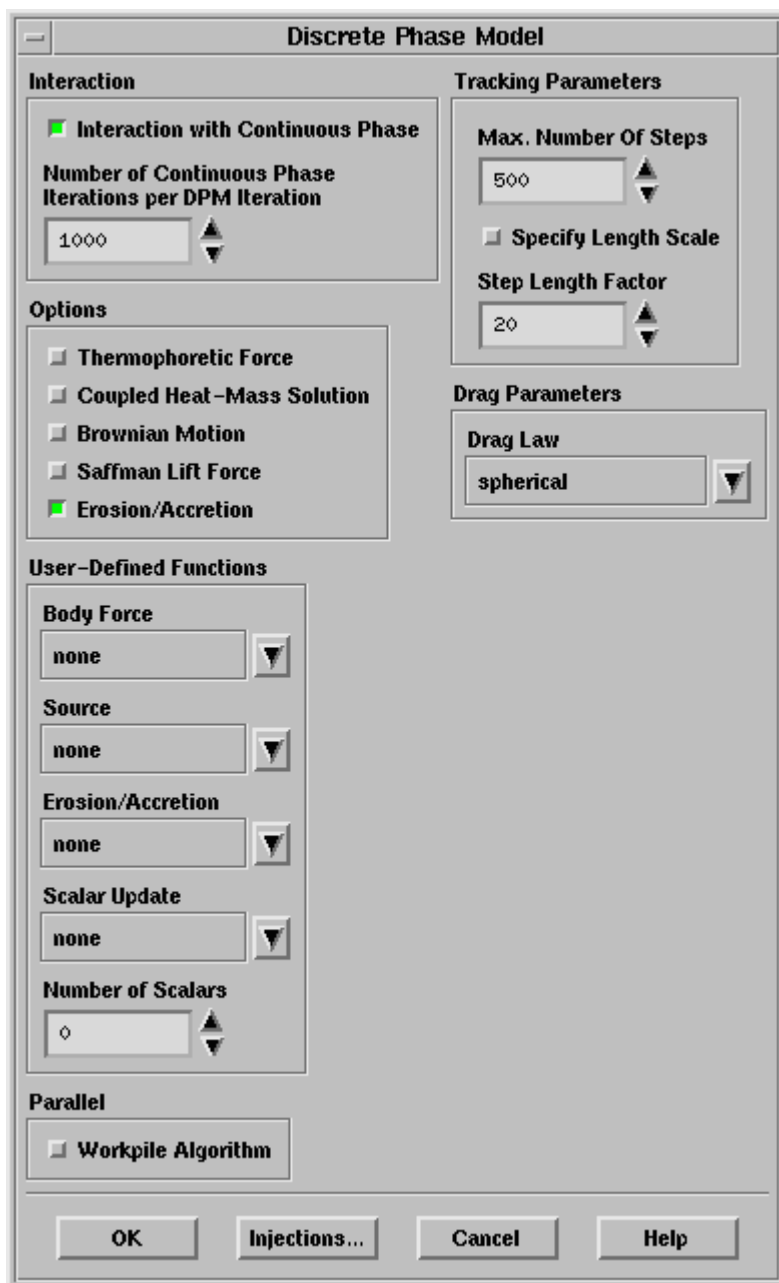 Discrete Phase Model
Interaction
Interaction with Continuous Phase
Number of Continuous Phase
Iterations per DPM Iteration
1000
Options
Thermophoretic Force
Coupled Heat-Mass Solution
Brownian Motion
Saffman Lift Force
Erosion/Accretion
User-Defined Functions
Body Force
none
Source
none
Erosion/Accretion
none
Scalar Update
none
Number of Scalars
0
Parallel
Workpile Algorithm
Tracking Parameters
Max. Number Of Steps
500
Specify Length Scale
Step Length Factor
20
Drag Parameters
Drag Law
spherical
OK
Injections...
Cancel
Help